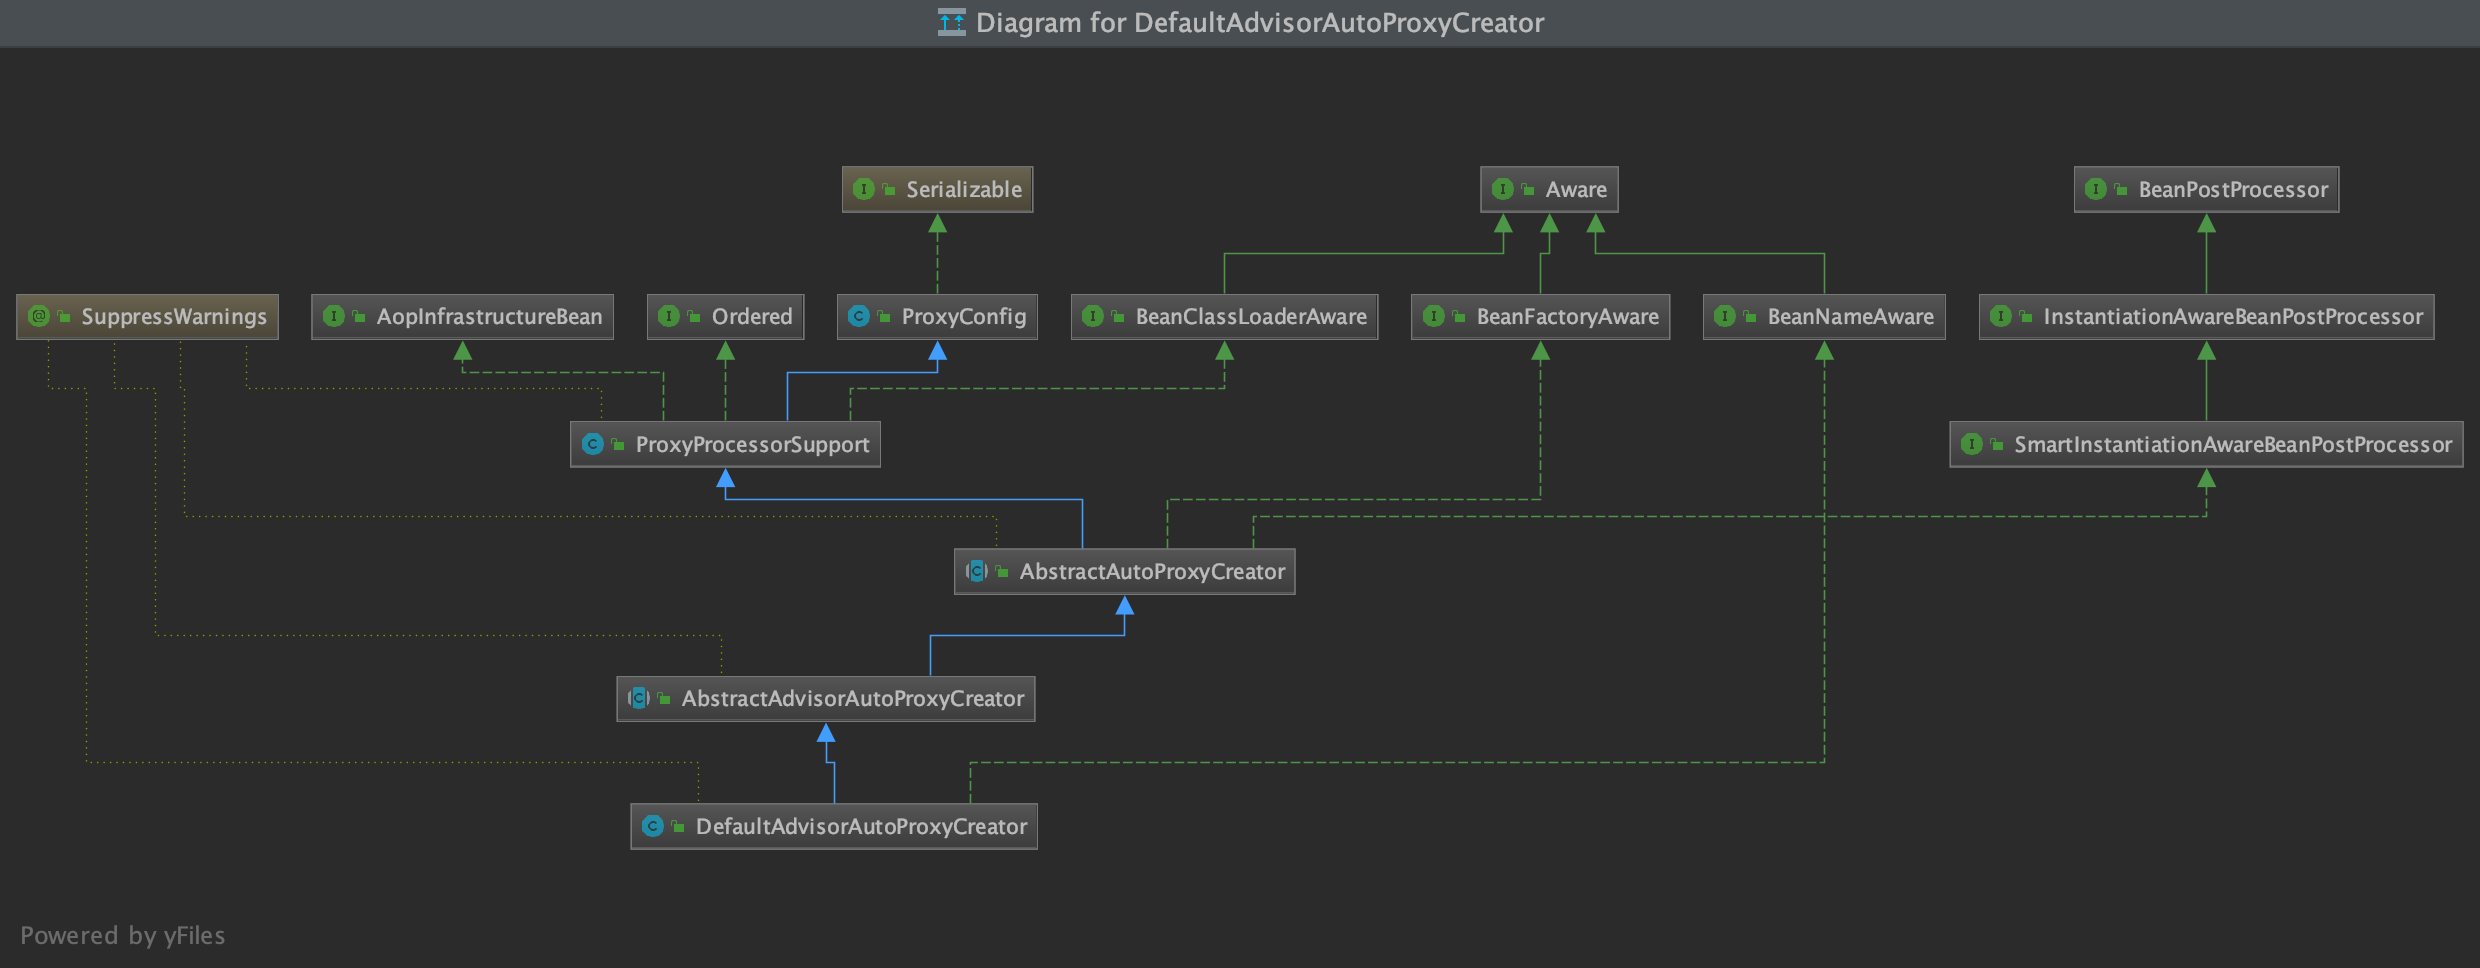 Diagram for DefaultAdvisorAutoProxyCreator
Serializable
Aware
BeanPostProcessor
SuppressWarnings
AopInfrastructureBean
Ordered
ProxyConfig
BeanClassLoaderAware
BeanFactoryAware
BeanNameAware
InstantiationAwareBeanPostProcessor
ProxyProcessorSupport
SmartInstantiationAwareBeanPostProcessor
AbstractAutoProxyCreator
AbstractAdvisorAutoProxyCreator
DefaultAdvisorAutoProxyCreator
Powered by yFiles